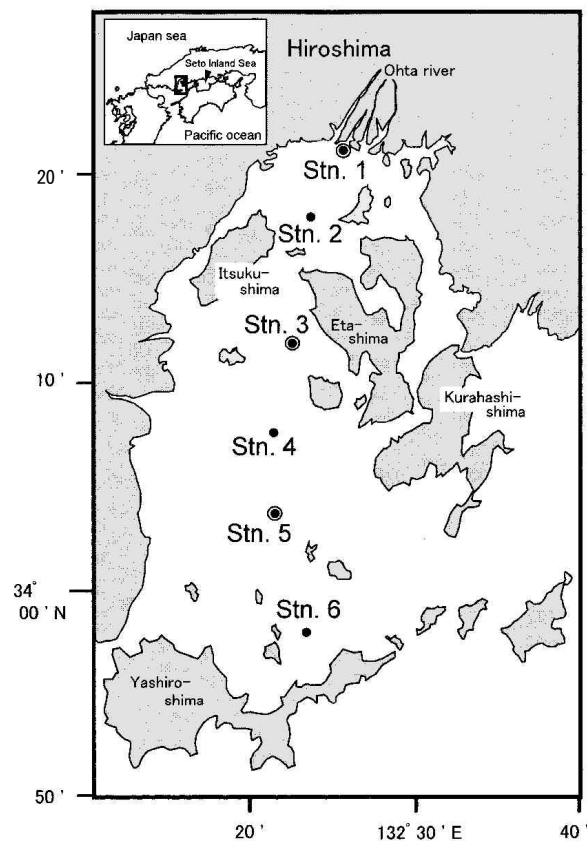 Japan sea
Seto Inland Sea
Pacific ocean
Hiroshima
Ohta river
Stn. 1
20 '
Stn. 2
Itsuku-
shima
Stn. 3
Eta-
shima
10 '
Kurahashi-
shima
Stn. 4
Stn. 5
34°
00 ' N
Stn. 6
Yashiro-
shima
50 '
20 '
132° 30 ' E
40 '